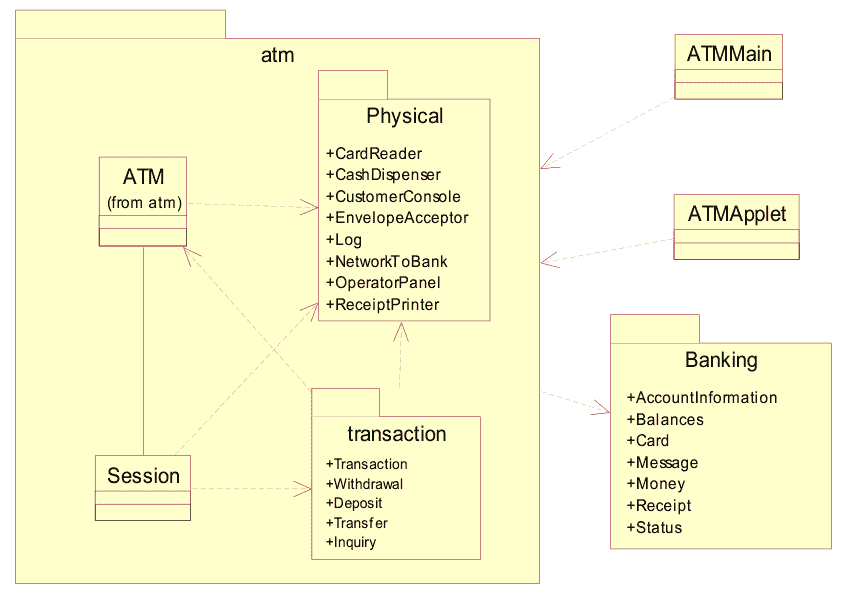 atm
ATM
(from atm)
Session
Physical
+CardReader
+CashDispenser
+CustomerConsole
+EnvelopeAcceptor
+Log
+NetworkToBank
+OperatorPanel
+ReceiptPrinter
transaction
+Transaction
+Withdrawal
+Deposit
+Transfer
+Inquiry
ATMMain
ATMApplet
Banking
+AccountInformation
+Balances
+Card
+Message
+Money
+Receipt
+Status